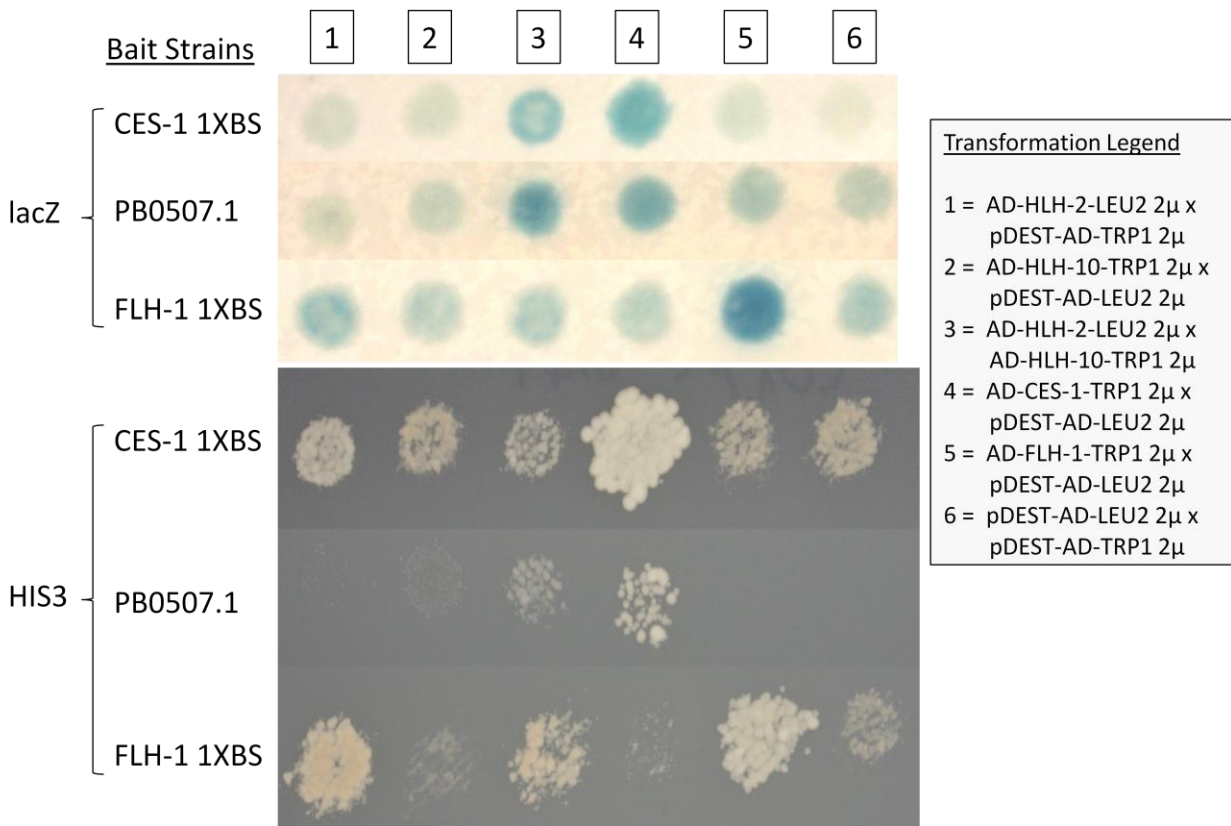 Bait Strains
1 2 3 4 5 6
lacZ
CES-1 1XBS
PB0507.1
FLH-1 1XBS
HIS3
CES-1 1XBS
PB0507.1
FLH-1 1XBS
Transformation Legend
1 = AD-HLH-2-LEU2 2µ x
pDEST-AD-TRP1 2µ
2 = AD-HLH-10-TRP1 2µ x
pDEST-AD-LEU2 2µ
3 = AD-HLH-2-LEU2 2µ x
AD-HLH-10-TRP1 2µ
4 = AD-CES-1-TRP1 2µ x
pDEST-AD-LEU2 2µ
5 = AD-FLH-1-TRP1 2µ x
pDEST-AD-LEU2 2µ
6 = pDEST-AD-LEU2 2µ x
pDEST-AD-TRP1 2µ